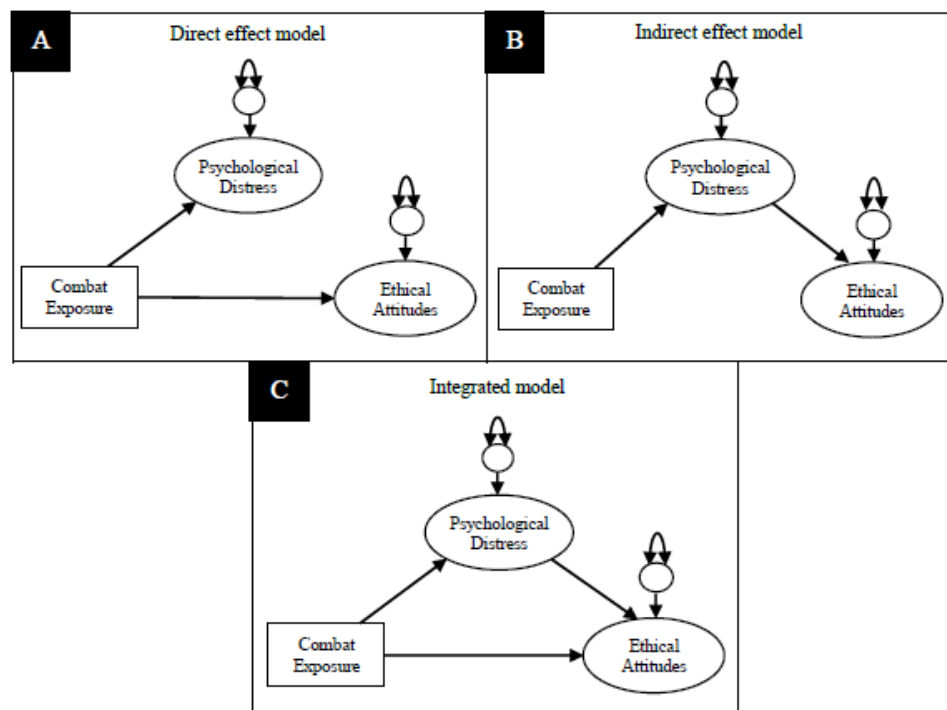 A
Direct effect model
Psychological
Distress
Combat
Exposure
Ethical
Attitudes
B
Indirect effect model
Psychological
Distress
Combat
Exposure
Ethical
Attitudes
C
Integrated model
Psychological
Distress
Combat
Exposure
Ethical
Attitudes